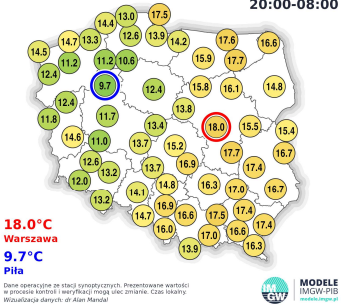 20:00-08:00
14.4 13.0 17.5
14.5 14.7 13.3 12.6 13.9 14.2 17.6 16.6
12.4 11.2 11.2 10.6 15.9 17.7
9.7 12.4 15.8 16.1 14.8
12.4 13.8
11.8 11.7 13.4 18.0 15.5 15.4
14.6 11.0 13.7 15.2 17.7 16.7
12.6 13.2 13.7 16.9 17.4
12.0 14.1 14.8 16.3 17.0 16.7
13.2 14.7 16.9 16.6 17.5 17.4 17.4
16.0 17.0 16.6
13.9 16.3
18.0°C
Warszawa
9.7°C
Piła
Dane operacyjne ze stacji synoptycznych. Prezentowane wartości
w procesie kontroli i weryfikacji mogą ulec zmianie. Czas lokalny.
Wizualizacja danych: dr Alan Mandal
IMGW
MODELE
IMGW-PIB
modele.imgw.pl